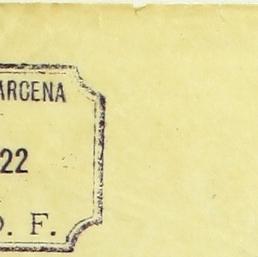 ARCENA
22
D. F.